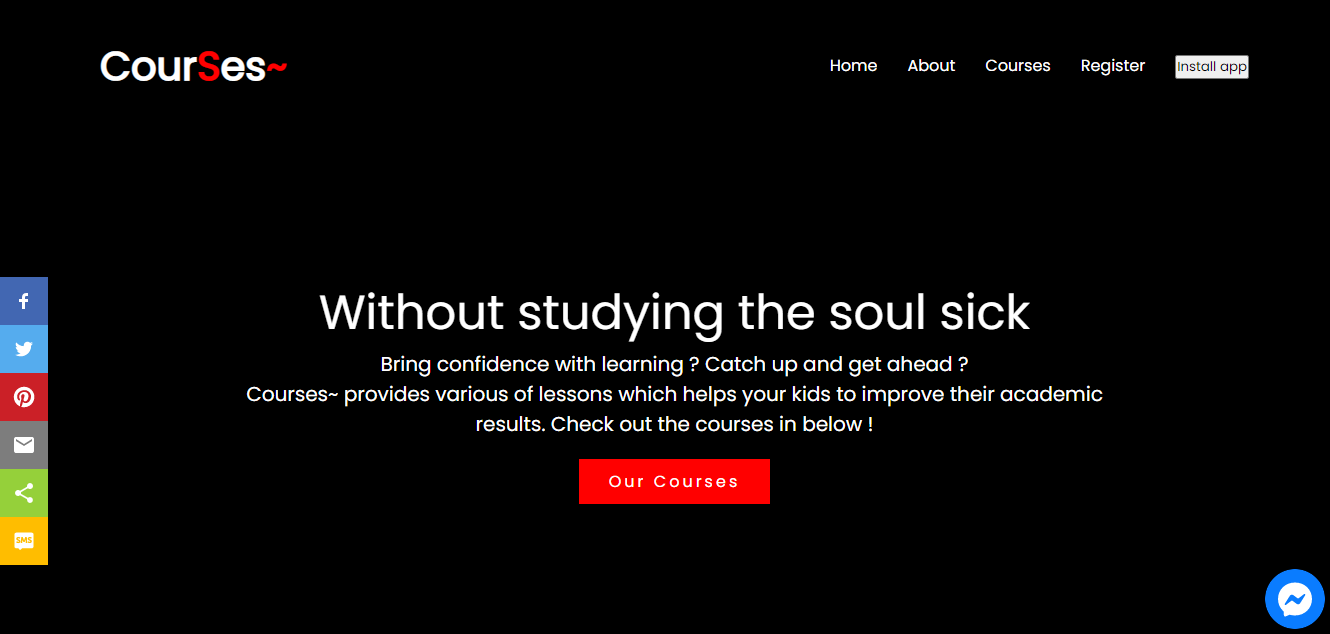 CourSes~
Home
About
Courses
Register
Install app
Without studying the soul sick
Bring confidence with learning ? Catch up and get ahead ?
Courses~ provides various of lessons which helps your kids to improve their academic
results. Check out the courses in below !
Our Courses
SMS